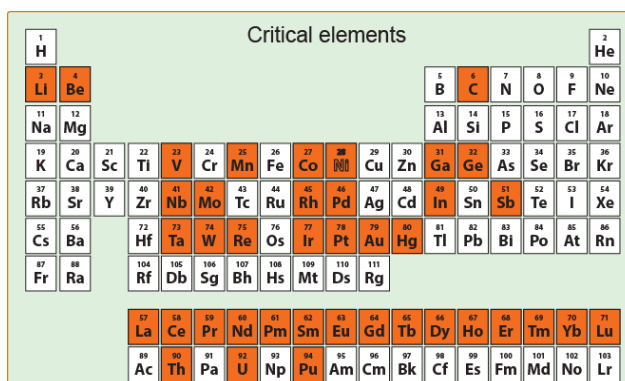 Critical elements
1 2
H He
3 4 5 6 7 8 9 10
Li Be B C N O F Ne
11 12 13 14 15 16 17 18
Na Mg Al Si P S Cl Ar
19 20 21 22 23 24 25 26 27 28 29 30 31 32 33 34 35 36
K Ca Sc Ti V Cr Mn Fe Co Ni Cu Zn Ga Ge As Se Br Kr
37 38 39 40 41 42 43 44 45 46 47 48 49 50 51 52 53 54
Rb Sr Y Zr Nb Mo Tc Ru Rh Pd Ag Cd In Sn Sb Te I Xe
55 56 72 73 74 75 76 77 78 79 80 81 82 83 84 85 86
Cs Ba Hf Ta W Re Os Ir Pt Au Hg Tl Pb Bi Po At Rn
87 88 104 105 106 107 108 109 110 111
Fr Ra Rf Db Sg Bh Hs Mt Ds Rg
57 58 59 60 61 62 63 64 65 66 67 68 69 70 71
La Ce Pr Nd Pm Sm Eu Gd Tb Dy Ho Er Tm Yb Lu
89 90 91 92 93 94 95 96 97 98 99 100 101 102 103
Ac Th Pa U Np Pu Am Cm Bk Cf Es Fm Md No Lr